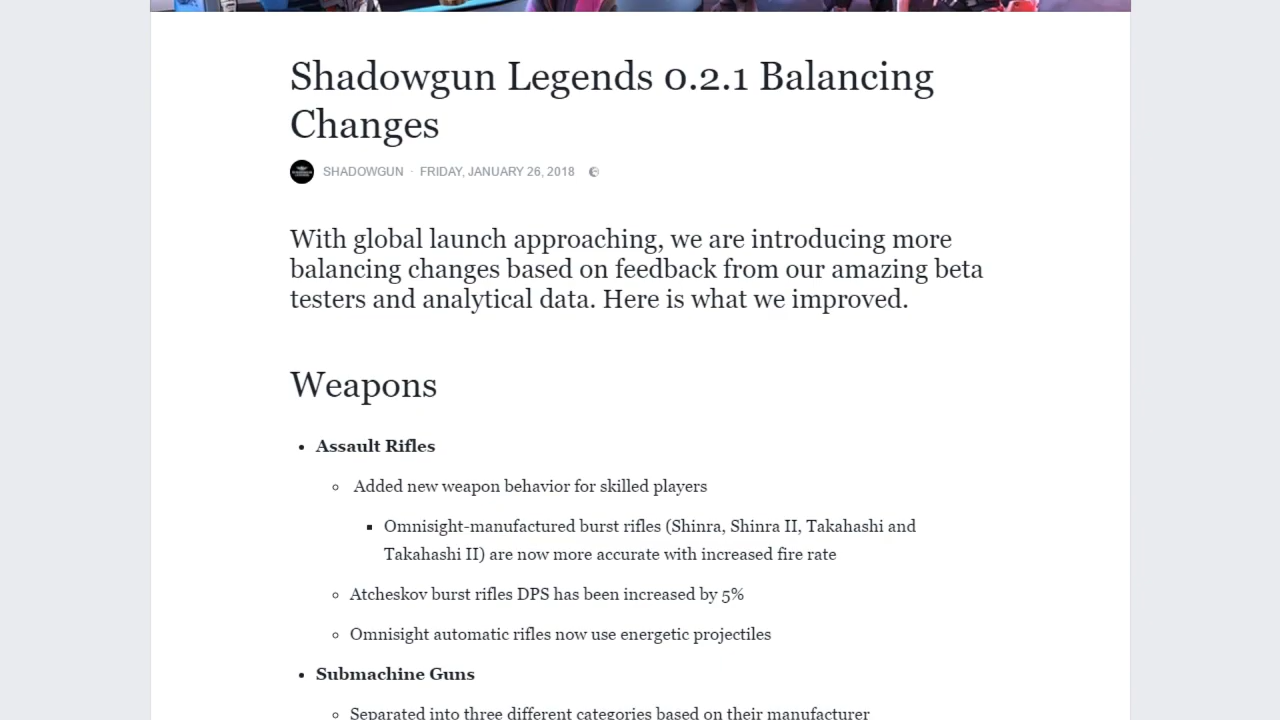 Shadowgun Legends 0.2.1 Balancing
Changes
SHADOWGUN · FRIDAY, JANUARY 26, 2018
With global launch approaching, we are introducing more
balancing changes based on feedback from our amazing beta
testers and analytical data. Here is what we improved.
Weapons
Assault Rifles
Added new weapon behavior for skilled players
Omnisight-manufactured burst rifles (Shinra, Shinra II, Takahashi and
Takahashi II) are now more accurate with increased fire rate
Atcheskov burst rifles DPS has been increased by 5%
Omnisight automatic rifles now use energetic projectiles
Submachine Guns
Separated into three different categories based on their manufacturer